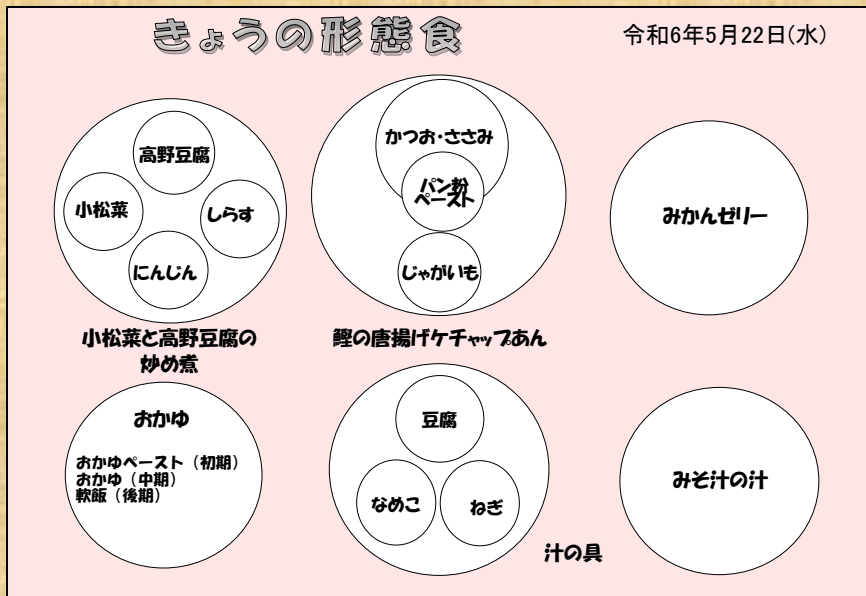 きょうの形態食
令和6年5月22日(水)
高野豆腐
小松菜
しらす
にんじん
小松菜と高野豆腐の
炒め煮
かつお・ささみ
パン粉
ペースト
じゃがいも
鰹の唐揚げケチャップあん
みかんゼリー
おかゆ
おかゆペースト（初期）
おかゆ（中期）
軟飯（後期）
豆腐
なめこ
ねぎ
汁の具
みそ汁の汁